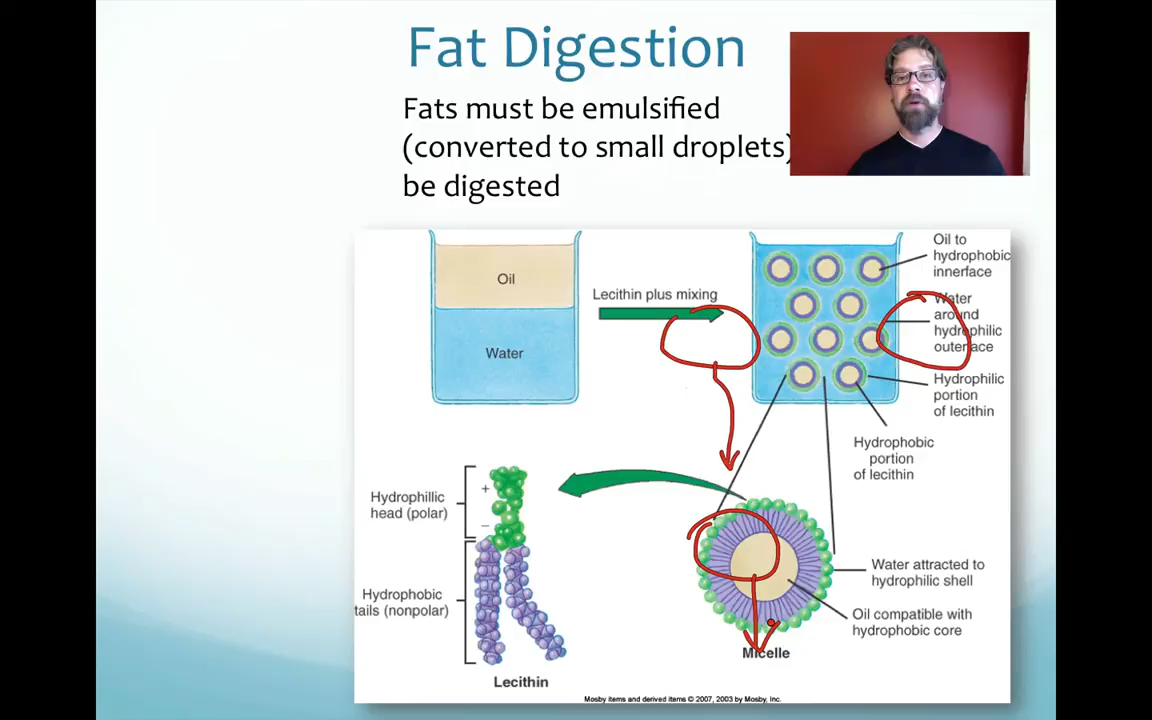 Fat Digestion
Fats must be emulsified
(converted to small droplets)
be digested
Oil
Water
Lecithin plus mixing
Oil to
hydrophobic
innerface
Water
around
hydrophilic
outerface
Hydrophilic
portion
of lecithin
Hydrophobic
portion
of lecithin
Hydrophillic
head (polar)
+
–
Hydrophobic
tails (nonpolar)
Lecithin
Water attracted to
hydrophilic shell
Oil compatible with
hydrophobic core
Micelle
Mosby items and derived items © 2007, 2003 by Mosby, Inc.